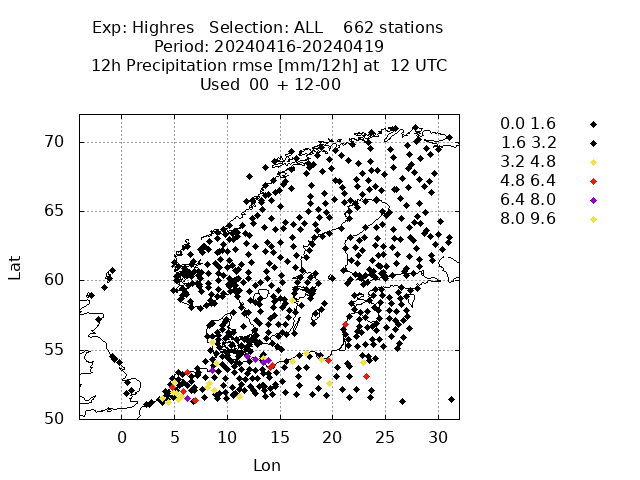 Exp: Highres   Selection: ALL    662 stations
Period: 20240416-20240419
12h Precipitation rmse [mm/12h] at  12 UTC
Used  00 + 12-00
0.0 1.6
1.6 3.2
3.2 4.8
4.8 6.4
6.4 8.0
8.0 9.6
70
65
60
55
50
Lat
0 5 10 15 20 25 30
Lon